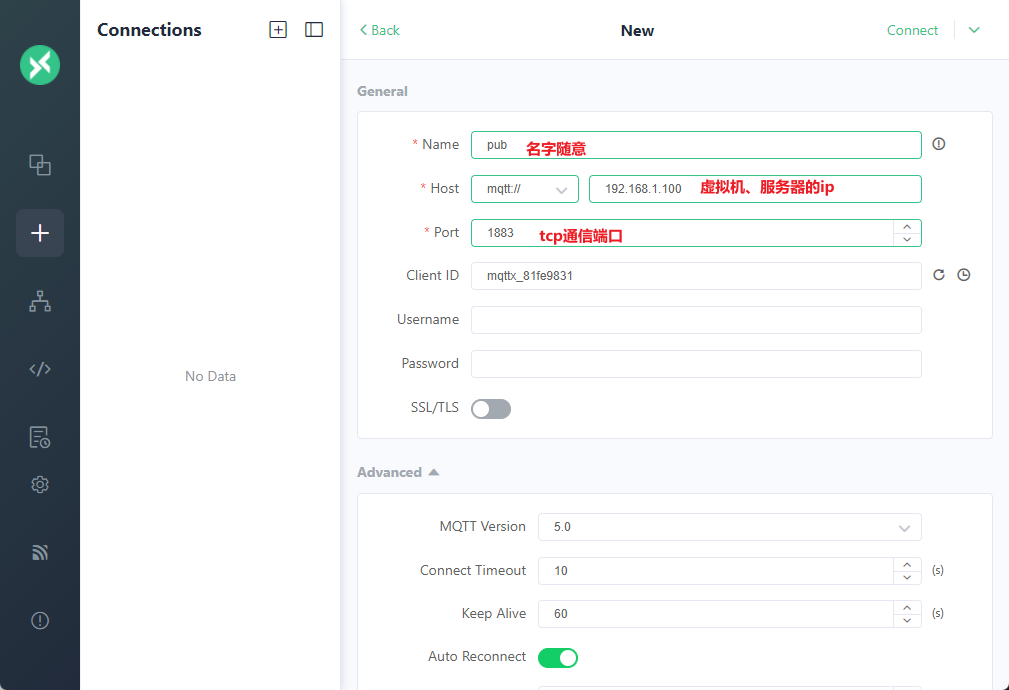 Connections
Back
New
Connect
General
* Name pub 名字随意
* Host mqtt:// 192.168.1.100 虚拟机、服务器的ip
* Port 1883 tcp通信端口
Client ID mqttx_81fe9831
Username
Password
SSL/TLS
No Data
Advanced
MQTT Version 5.0
Connect Timeout 10 (s)
Keep Alive 60 (s)
Auto Reconnect